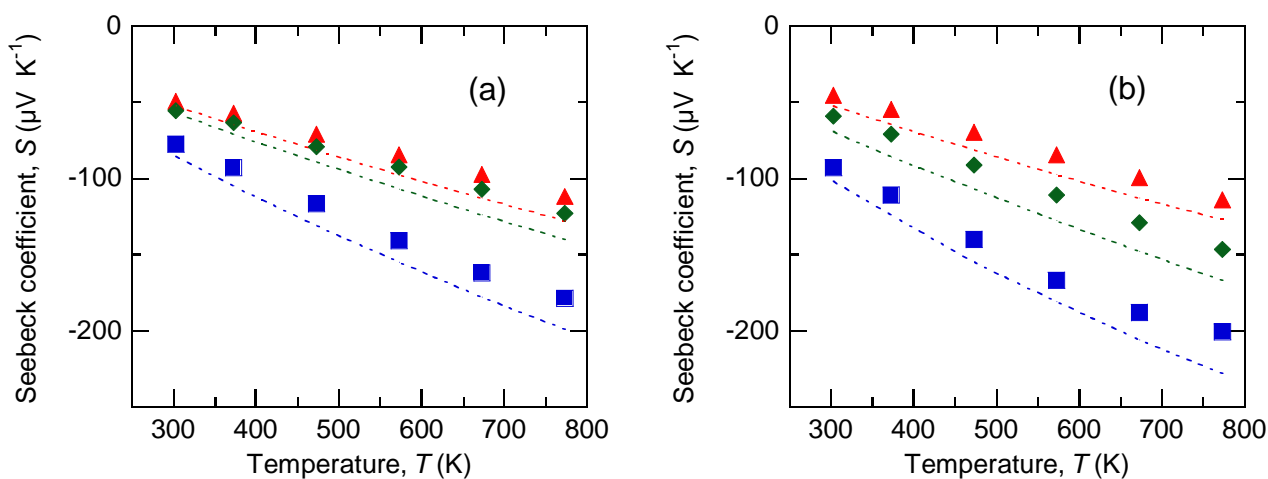 0
-100
-200
Seebeck coefficient, S (μV K⁻¹)
(a)
300 400 500 600 700 800
Temperature, T (K)
0
-100
-200
Seebeck coefficient, S (μV K⁻¹)
(b)
300 400 500 600 700 800
Temperature, T (K)